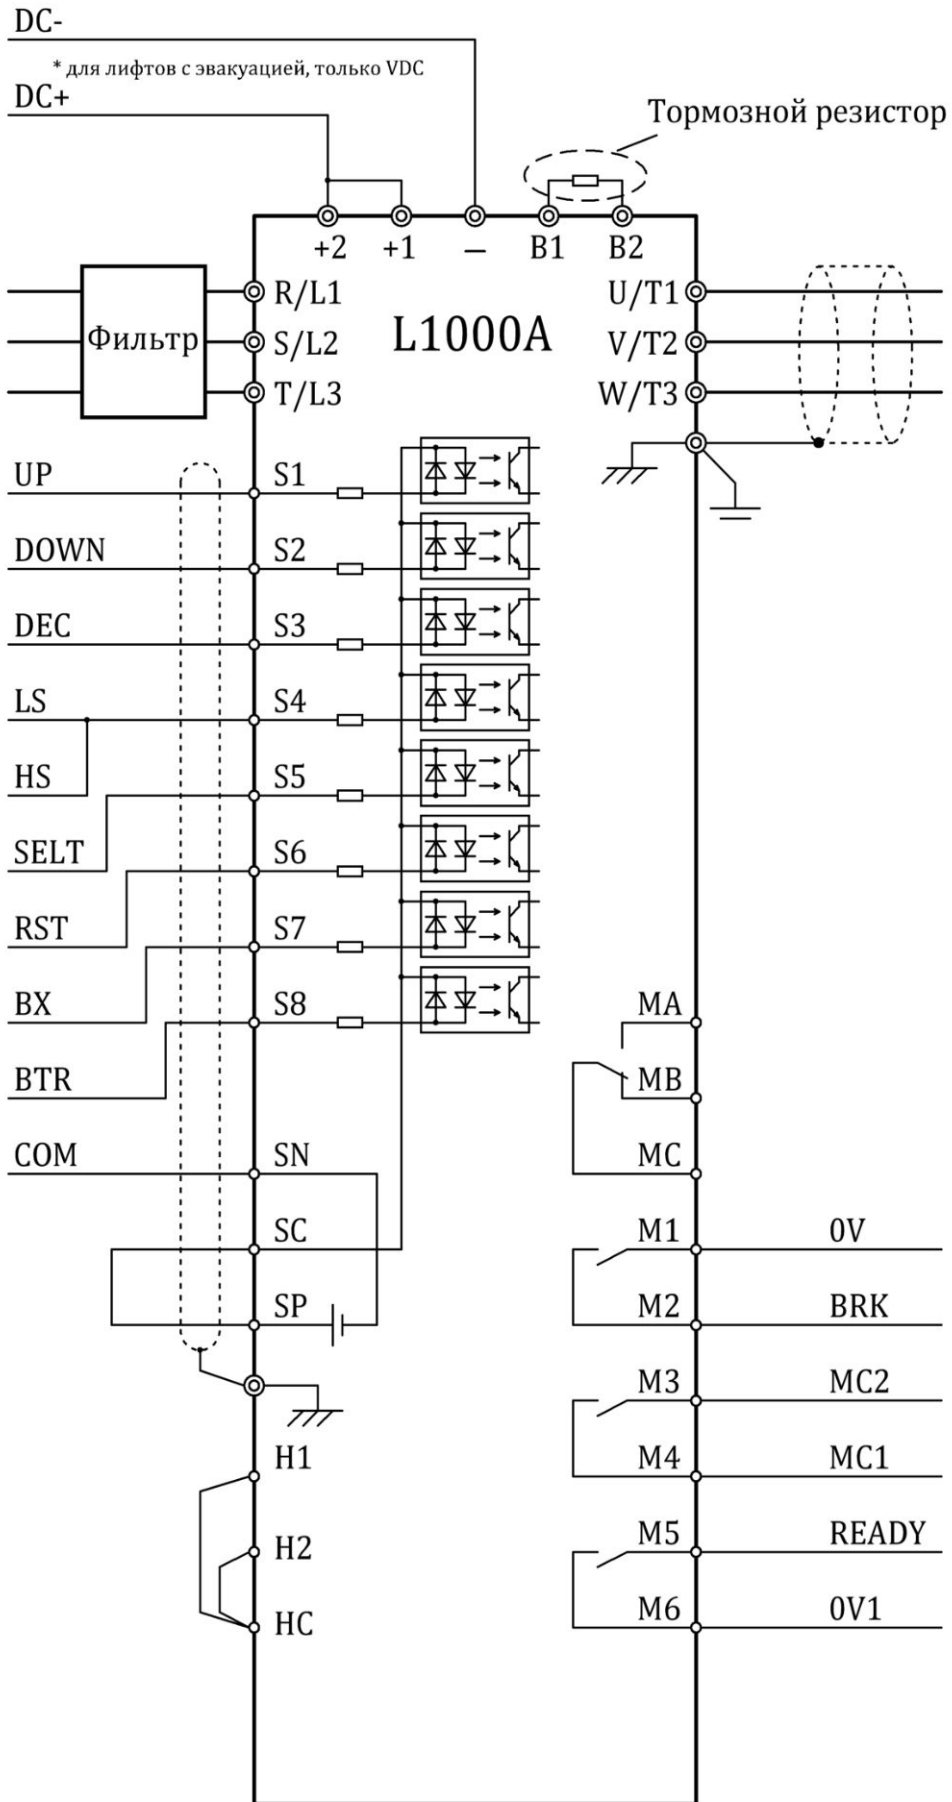 DC-
* для лифтов с эвакуацией, только VDC
DC+
Тормозной резистор
+2 +1 – B1 B2
R/L1 U/T1
Фильтр S/L2 L1000A V/T2
T/L3 W/T3
UP S1
DOWN S2
DEC S3
LS S4
HS S5
SELT S6
RST S7
BX S8 MA
BTR MB
COM SN MC
SC M1 0V
SP M2 BRK
M3 MC2
H1 M4 MC1
H2 M5 READY
HC M6 0V1